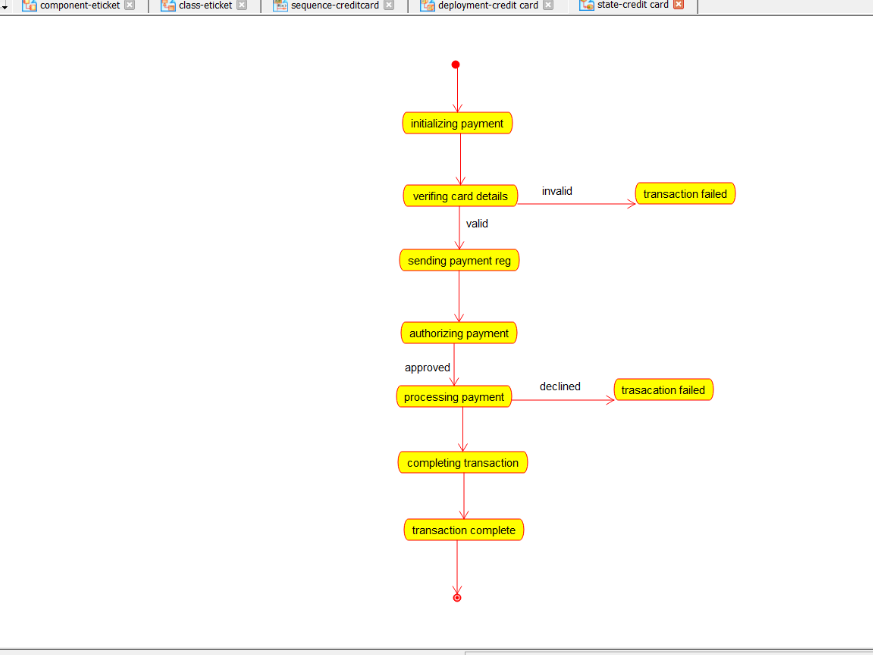 component-eticket
class-eticket
sequence-creditcard
deployment-credit card
state-credit card
initializing payment
verifing card details
invalid
transaction failed
valid
sending payment reg
authorizing payment
approved
processing payment
declined
trasacation failed
completing transaction
transaction complete